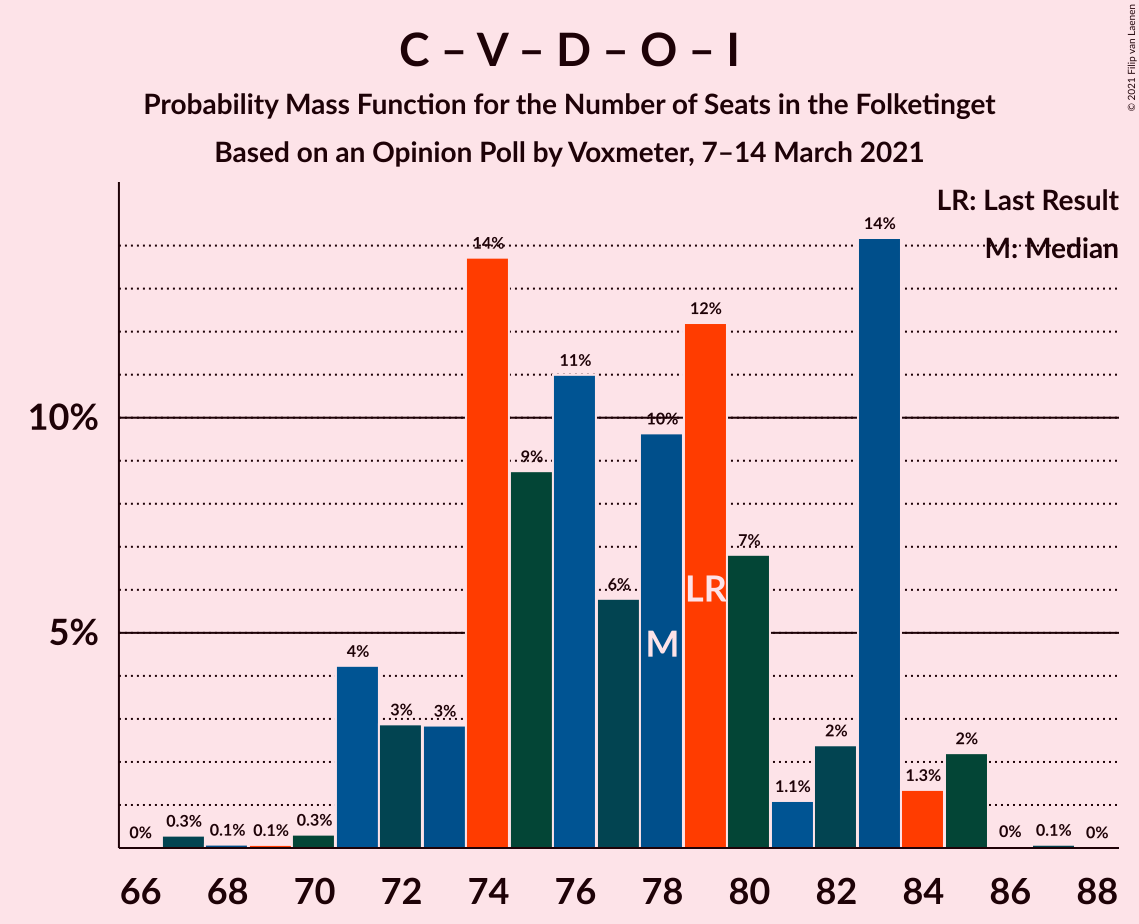 C – V – D – O – I
Probability Mass Function for the Number of Seats in the Folketinget
Based on an Opinion Poll by Voxmeter, 7–14 March 2021
© 2021 Filip van Laenen
LR: Last Result
M: Median
10%
5%
0%
0.3%
0.1%
0.1%
0.3%
4%
3%
3%
14%
9%
11%
6%
10%
12%
7%
1.1%
2%
14%
1.3%
2%
0%
0.1%
0%
M
LR
66 68 70 72 74 76 78 80 82 84 86 88